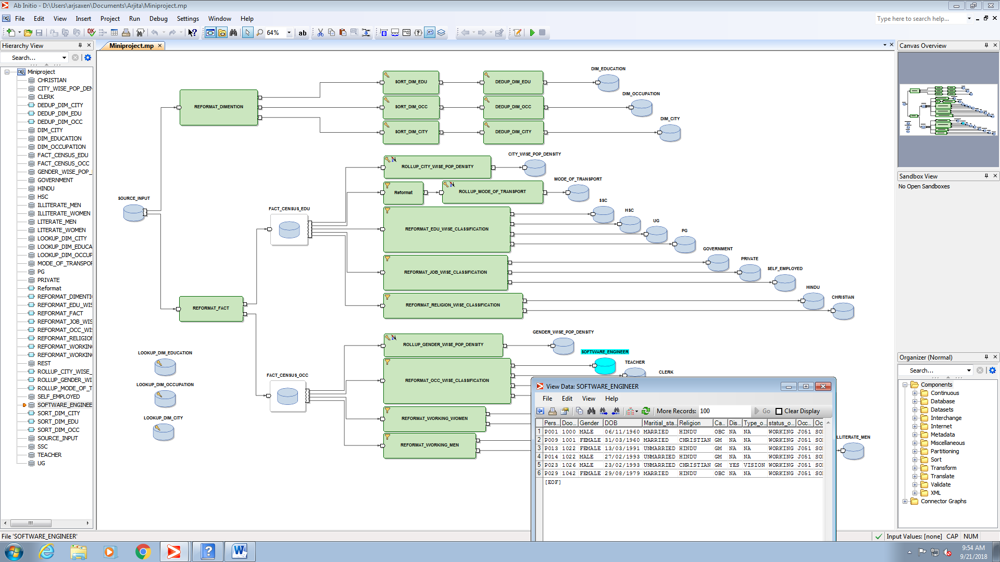 Ab Initio - D:\Users\arjsaxen\Documents\Arjita\Miniproject.mp
File Edit View Insert Project Run Debug Settings Window Help
Type here to search help...
64%
ab
Hierarchy View
Miniproject.mp
Canvas Overview
Search...
Miniproject
CHRISTIAN
CITY_WISE_POP_DEN
CLERK
DEDUP_DIM_CITY
DEDUP_DIM_EDU
DEDUP_DIM_OCC
DIM_CITY
DIM_EDUCATION
DIM_OCCUPATION
FACT_CENSUS_EDU
FACT_CENSUS_OCC
GENDER_WISE_POP_
GOVERNMENT
HINDU
HSC
ILLITERATE_MEN
ILLITERATE_WOMEN
LITERATE_MEN
LITERATE_WOMEN
LOOKUP_DIM_CITY
LOOKUP_DIM_EDUCA
LOOKUP_DIM_OCCUP
MODE_OF_TRANSPOR
PG
PRIVATE
Reformat
REFORMAT_DIMENTI
REFORMAT_EDU_WIS
REFORMAT_FACT
REFORMAT_JOB_WIS
REFORMAT_OCC_WIS
REFORMAT_RELIGION
REFORMAT_WORKING
REFORMAT_WORKING
REST
ROLLUP_CITY_WISE_
ROLLUP_GENDER_WI
ROLLUP_MODE_OF_T
SELF_EMPLOYED
SOFTWARE_ENGINEE
SORT_DIM_CITY
SORT_DIM_EDU
SORT_DIM_OCC
SOURCE_INPUT
SSC
TEACHER
UG
SOURCE_INPUT
REFORMAT_DIMENTION
SORT_DIM_EDU
DEDUP_DIM_EDU
DIM_EDUCATION
SORT_DIM_OCC
DEDUP_DIM_OCC
DIM_OCCUPATION
SORT_DIM_CITY
DEDUP_DIM_CITY
DIM_CITY
FACT_CENSUS_EDU
ROLLUP_CITY_WISE_POP_DENSITY
CITY_WISE_POP_DENSITY
Reformat
ROLLUP_MODE_OF_TRANSPORT
MODE_OF_TRANSPORT
REFORMAT_EDU_WISE_CLASSIFICATION
SSC
HSC
UG
PG
REFORMAT_JOB_WISE_CLASSIFICATION
GOVERNMENT
PRIVATE
SELF_EMPLOYED
REFORMAT_RELIGION_WISE_CLASSIFICATION
HINDU
CHRISTIAN
REFORMAT_FACT
LOOKUP_DIM_EDUCATION
LOOKUP_DIM_OCCUPATION
LOOKUP_DIM_CITY
FACT_CENSUS_OCC
ROLLUP_GENDER_WISE_POP_DENSITY
GENDER_WISE_POP_DENSITY
REFORMAT_OCC_WISE_CLASSIFICATION
SOFTWARE_ENGINEER
TEACHER
CLERK
REFORMAT_WORKING_WOMEN
REFORMAT_WORKING_MEN
LLITERATE_MEN
View Data: SOFTWARE_ENGINEER
File Edit View Help
More Records: 100 Go Clear Display
Pers... Doo... Gender DOB Maritial_sta... Religion Ca... Dis... Type_o... status_o... Occ... Oc
1 P001 1000 MALE 06/11/1960 MARRIED HINDU OBC NA NA WORKING J051 SO
2 P009 1001 FEMALE 31/03/1960 MARRIED CHRISTIAN GM NA NA WORKING J051 SO
3 P013 1022 FEMALE 13/03/1991 UNMARRIED HINDU GM NA NA WORKING J051 SO
4 P014 1022 MALE 27/02/1993 UNMARRIED HINDU GM NA NA WORKING J051 SO
5 P023 1026 MALE 23/02/1993 UNMARRIED CHRISTIAN GM YES VISION WORKING J051 SO
6 P029 1042 FEMALE 29/08/1979 MARRIED HINDU OBC NA NA WORKING J051 SO
[EOF]
Sandbox View
No Open Sandboxes
Organizer (Normal)
Search...
Components
Continuous
Database
Datasets
Interchange
Internet
Metadata
Miscellaneous
Partitioning
Sort
Transform
Translate
Validate
XML
Connector Graphs
File 'SOFTWARE_ENGINEER'
Input Values: [none] CAP NUM
9:54 AM
9/21/2018